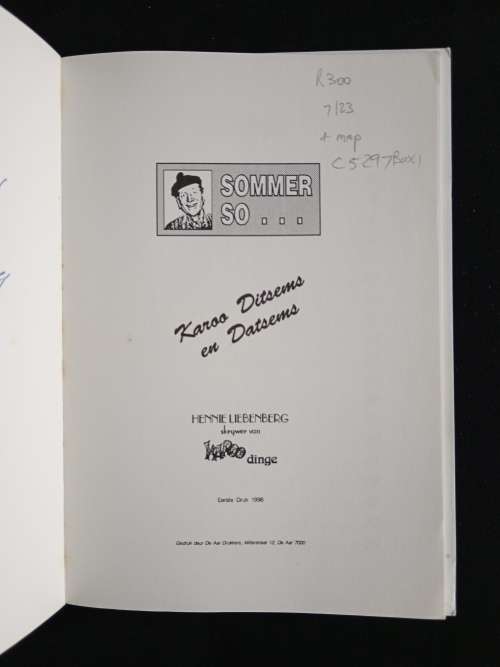 R300
7/23
+ map
C5297Box1
SOMMER
SO . . .
Karoo Ditsems
en Datsems
HENNIE LIEBENBERG
skrywer van
KAROO
dinge
Eerste Druk 1996
Gedruk deur De Aar Drukkers, 12, De Aar 7000